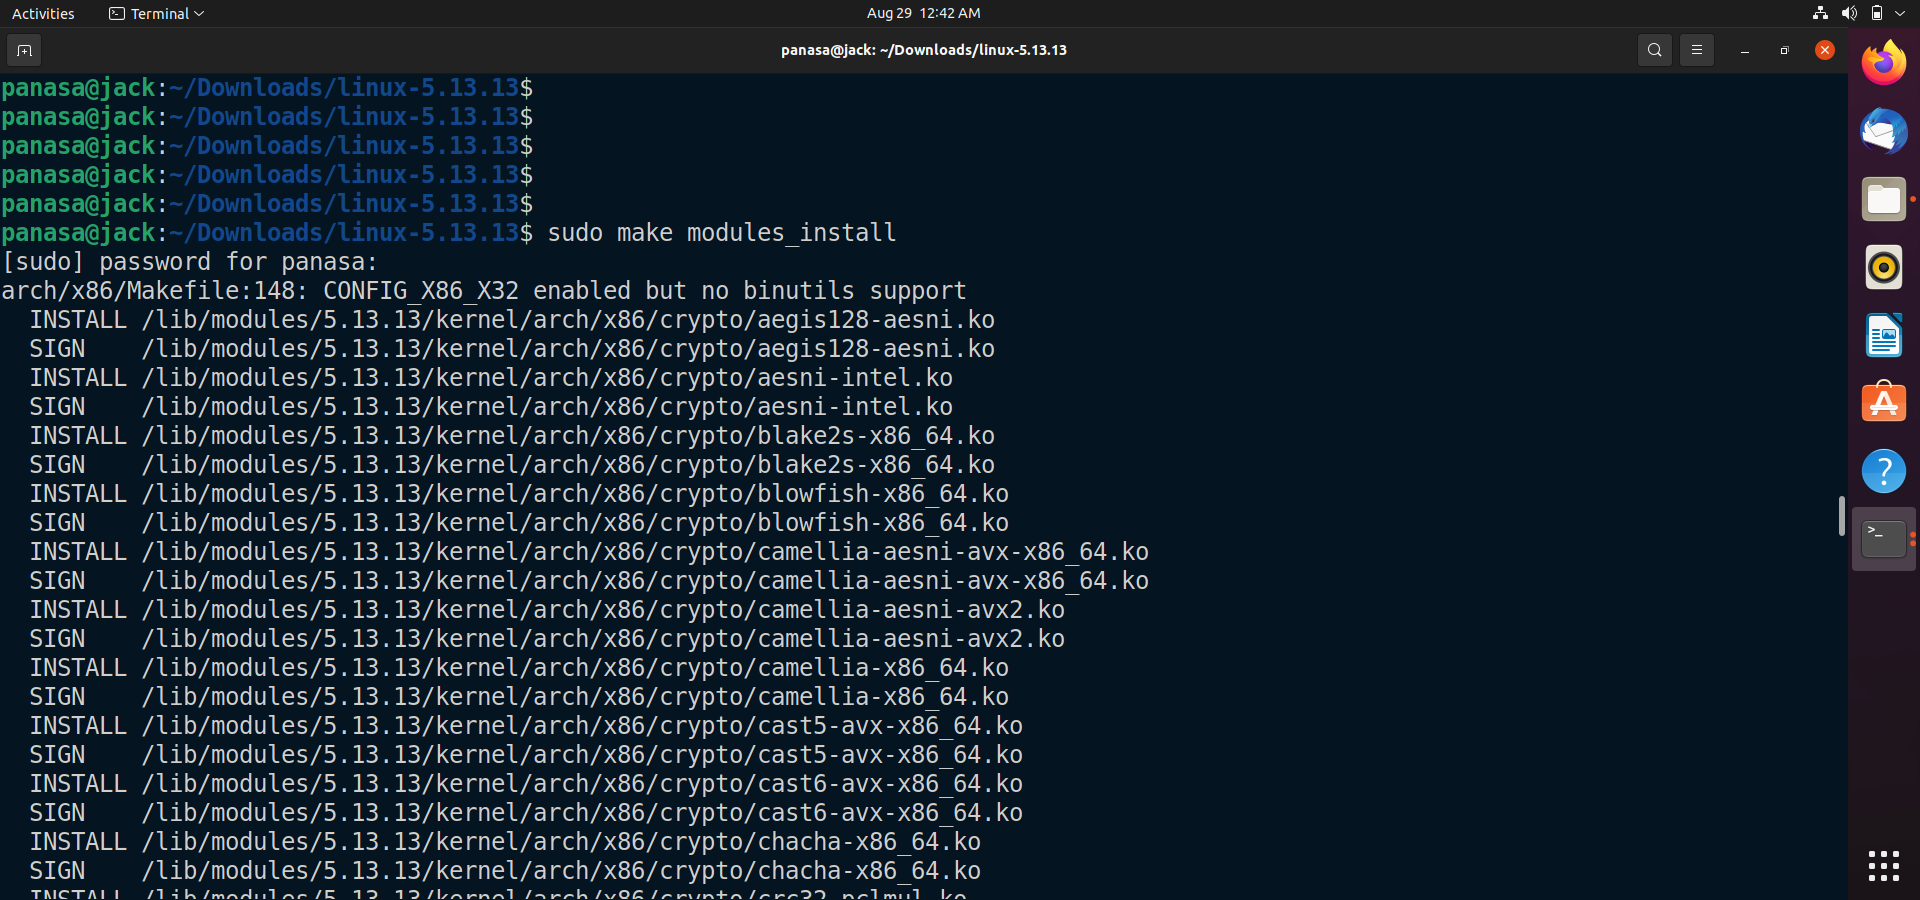 Activities
Terminal
Aug 29 12:42 AM
panasa@jack: ~/Downloads/linux-5.13.13
panasa@jack:~/Downloads/linux-5.13.13$
panasa@jack:~/Downloads/linux-5.13.13$
panasa@jack:~/Downloads/linux-5.13.13$
panasa@jack:~/Downloads/linux-5.13.13$
panasa@jack:~/Downloads/linux-5.13.13$
panasa@jack:~/Downloads/linux-5.13.13$ sudo make modules_install
[sudo] password for panasa:
arch/x86/Makefile:148: CONFIG_X86_X32 enabled but no binutils support
INSTALL /lib/modules/5.13.13/kernel/arch/x86/crypto/aegis128-aesni.ko
SIGN /lib/modules/5.13.13/kernel/arch/x86/crypto/aegis128-aesni.ko
INSTALL /lib/modules/5.13.13/kernel/arch/x86/crypto/aesni-intel.ko
SIGN /lib/modules/5.13.13/kernel/arch/x86/crypto/aesni-intel.ko
INSTALL /lib/modules/5.13.13/kernel/arch/x86/crypto/blake2s-x86_64.ko
SIGN /lib/modules/5.13.13/kernel/arch/x86/crypto/blake2s-x86_64.ko
INSTALL /lib/modules/5.13.13/kernel/arch/x86/crypto/blowfish-x86_64.ko
SIGN /lib/modules/5.13.13/kernel/arch/x86/crypto/blowfish-x86_64.ko
INSTALL /lib/modules/5.13.13/kernel/arch/x86/crypto/camellia-aesni-avx-x86_64.ko
SIGN /lib/modules/5.13.13/kernel/arch/x86/crypto/camellia-aesni-avx-x86_64.ko
INSTALL /lib/modules/5.13.13/kernel/arch/x86/crypto/camellia-aesni-avx2.ko
SIGN /lib/modules/5.13.13/kernel/arch/x86/crypto/camellia-aesni-avx2.ko
INSTALL /lib/modules/5.13.13/kernel/arch/x86/crypto/camellia-x86_64.ko
SIGN /lib/modules/5.13.13/kernel/arch/x86/crypto/camellia-x86_64.ko
INSTALL /lib/modules/5.13.13/kernel/arch/x86/crypto/cast5-avx-x86_64.ko
SIGN /lib/modules/5.13.13/kernel/arch/x86/crypto/cast5-avx-x86_64.ko
INSTALL /lib/modules/5.13.13/kernel/arch/x86/crypto/cast6-avx-x86_64.ko
SIGN /lib/modules/5.13.13/kernel/arch/x86/crypto/cast6-avx-x86_64.ko
INSTALL /lib/modules/5.13.13/kernel/arch/x86/crypto/chacha-x86_64.ko
SIGN /lib/modules/5.13.13/kernel/arch/x86/crypto/chacha-x86_64.ko
INSTALL /lib/modules/5.13.13/kernel/arch/x86/crypto/crc32-pclmul.ko